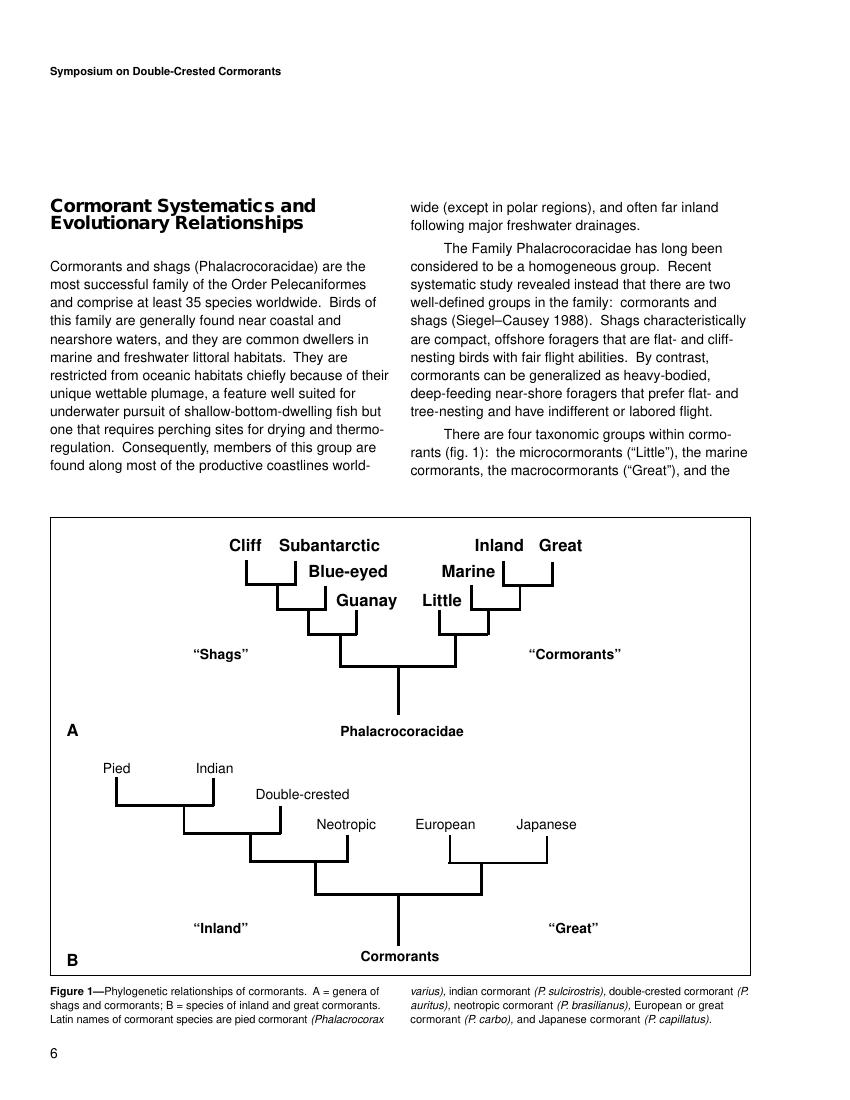 Symposium on Double-Crested Cormorants
Cormorant Systematics and
Evolutionary Relationships
Cormorants and shags (Phalacrocoracidae) are the
most successful family of the Order Pelecaniformes
and comprise at least 35 species worldwide. Birds of
this family are generally found near coastal and
nearshore waters, and they are common dwellers in
marine and freshwater littoral habitats. They are
restricted from oceanic habitats chiefly because of their
unique wettable plumage, a feature well suited for
underwater pursuit of shallow-bottom-dwelling fish but
one that requires perching sites for drying and thermo-
regulation. Consequently, members of this group are
found along most of the productive coastlines world-
wide (except in polar regions), and often far inland
following major freshwater drainages.
The Family Phalacrocoracidae has long been
considered to be a homogeneous group. Recent
systematic study revealed instead that there are two
well-defined groups in the family: cormorants and
shags (Siegel–Causey 1988). Shags characteristically
are compact, offshore foragers that are flat- and cliff-
nesting birds with fair flight abilities. By contrast,
cormorants can be generalized as heavy-bodied,
deep-feeding near-shore foragers that prefer flat- and
tree-nesting and have indifferent or labored flight.
There are four taxonomic groups within cormo-
rants (fig. 1): the microcormorants (“Little”), the marine
cormorants, the macrocormorants (“Great”), and the
Cliff Subantarctic Inland Great
Blue-eyed Marine
Guanay Little
“Shags” “Cormorants”
A Phalacrocoracidae
Pied Indian
Double-crested
Neotropic European Japanese
“Inland” “Great”
B Cormorants
Figure 1—Phylogenetic relationships of cormorants. A = genera of
shags and cormorants; B = species of inland and great cormorants.
Latin names of cormorant species are pied cormorant (Phalacrocorax
varius), indian cormorant (P. sulcirostris), double-crested cormorant (P.
auritus), neotropic cormorant (P. brasilianus), European or great
cormorant (P. carbo), and Japanese cormorant (P. capillatus).
6